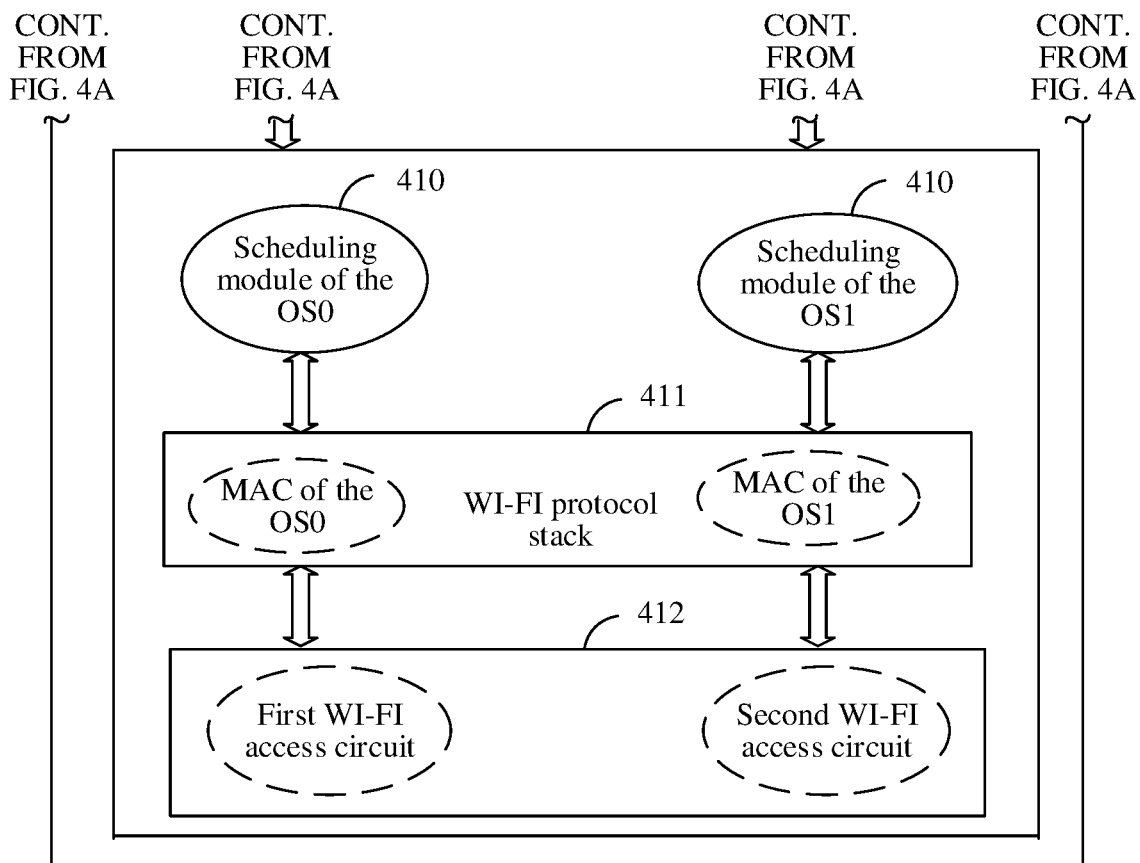 CONT.
FROM
FIG. 4A
CONT.
FROM
FIG. 4A
CONT.
FROM
FIG. 4A
CONT.
FROM
FIG. 4A
410
410
Scheduling
module of the
OS0
Scheduling
module of the
OS1
411
MAC of the
OS0
WI-FI protocol
stack
MAC of the
OS1
412
First WI-FI
access circuit
Second WI-FI
access circuit